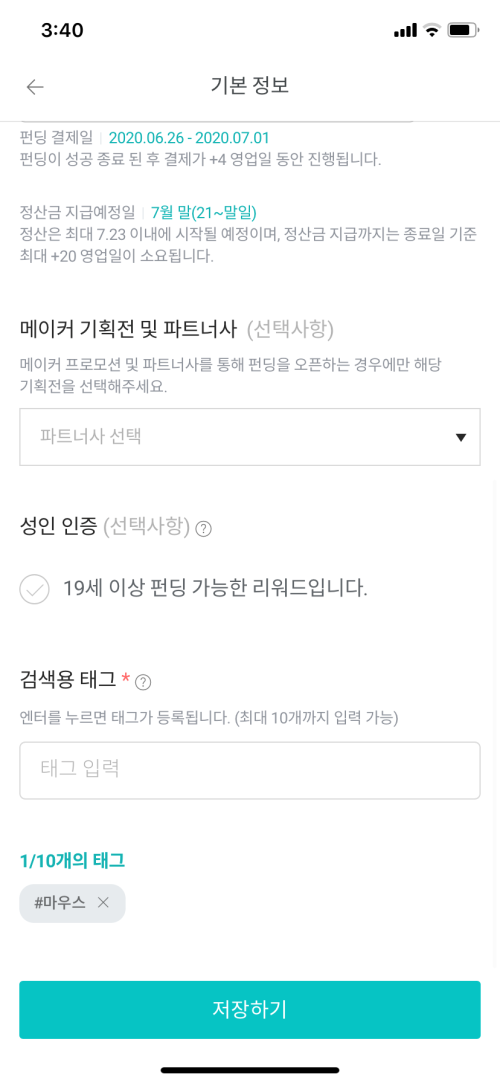 3:40
기본 정보
펀딩 결제일 | 2020.06.26 - 2020.07.01
펀딩이 성공 종료 된 후 결제가 +4 영업일 동안 진행됩니다.
정산금 지급예정일 | 7월 말(21~말일)
정산은 최대 7.23 이내에 시작될 예정이며, 정산금 지급까지는 종료일 기준
최대 +20 영업일이 소요됩니다.
메이커 기획전 및 파트너사 (선택사항)
메이커 프로모션 및 파트너사를 통해 펀딩을 오픈하는 경우에만 해당
기획전을 선택해주세요.
파트너사 선택
성인 인증 (선택사항) ?
19세 이상 펀딩 가능한 리워드입니다.
검색용 태그 * ?
엔터를 누르면 태그가 등록됩니다. (최대 10개까지 입력 가능)
태그 입력
1/10개의 태그
#마우스 ×
저장하기